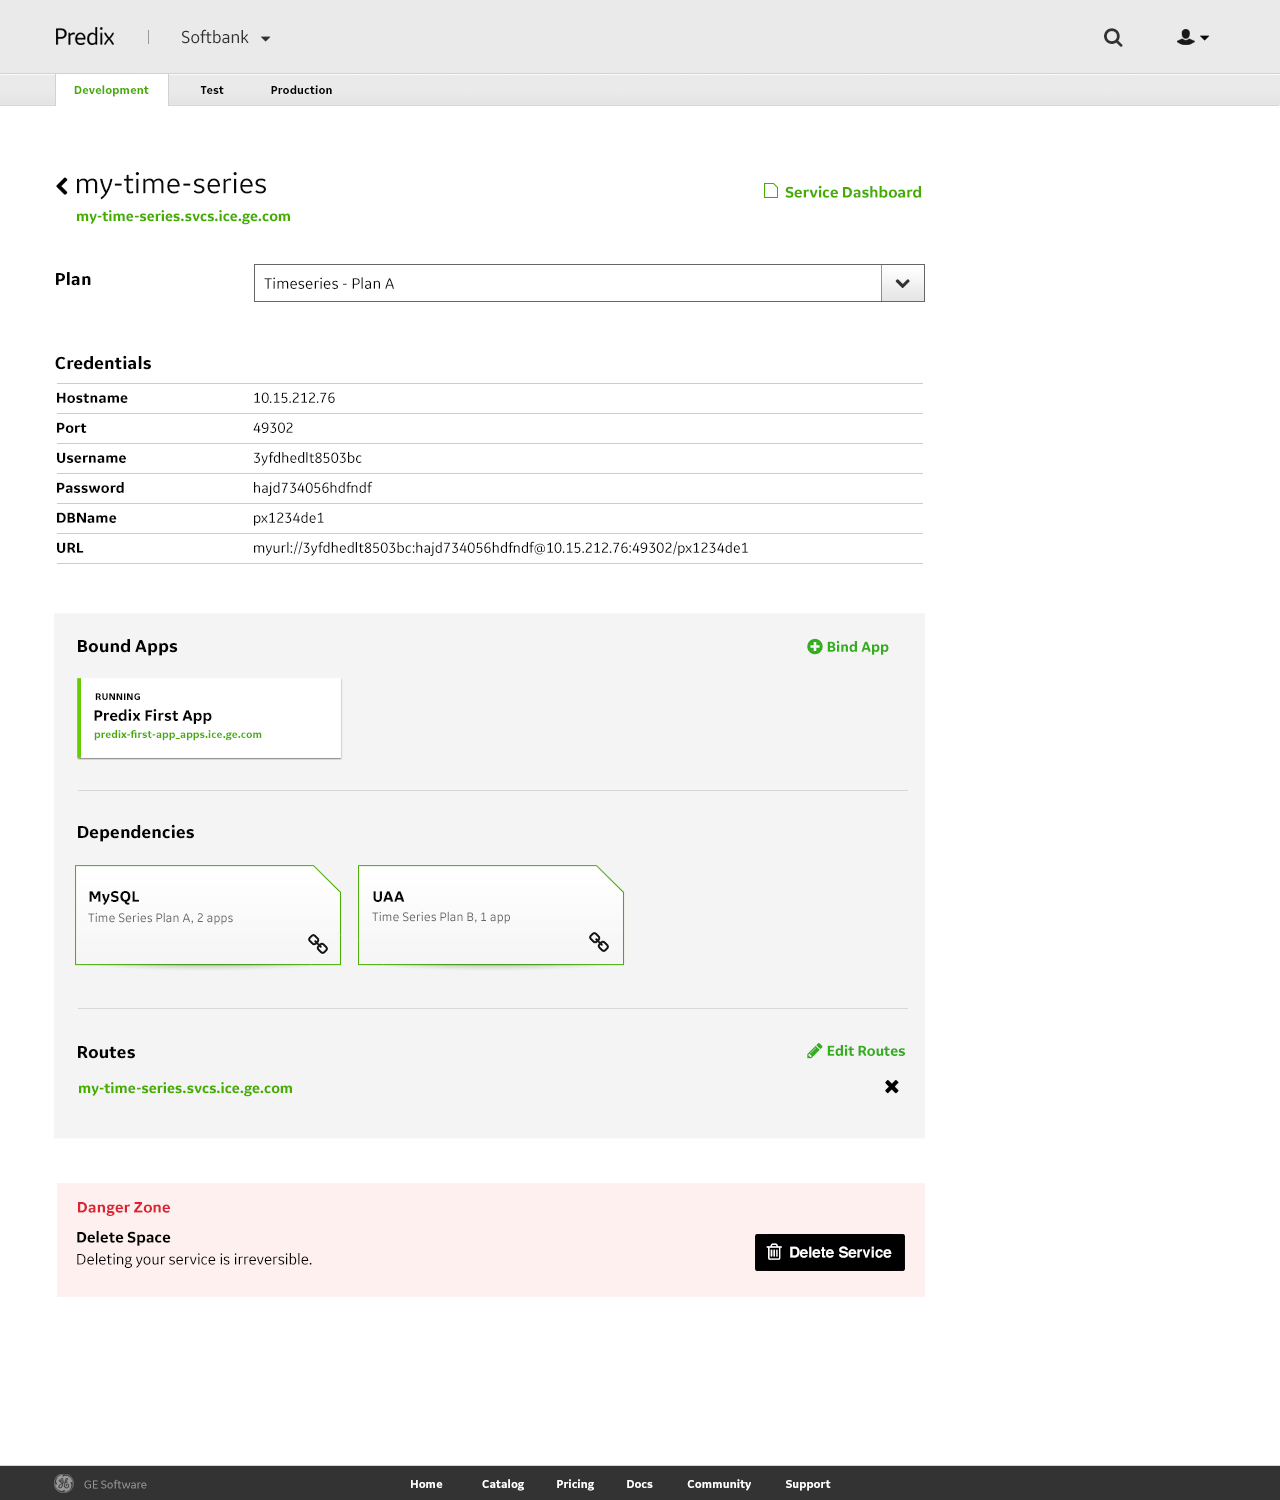 Predix
Softbank
Development Test Production
my-time-series
my-time-series.svcs.ice.ge.com
Service Dashboard
Plan
Timeseries - Plan A
Credentials
Hostname 10.15.212.76
Port 49302
Username 3yfdhedlt8503bc
Password hajd734056hdfndf
DBName px1234de1
URL myurl://3yfdhedlt8503bc:hajd734056hdfndf@10.15.212.76:49302/px1234de1
Bound Apps
Bind App
RUNNING
Predix First App
predix-first-app_apps.ice.ge.com
Dependencies
MySQL
Time Series Plan A, 2 apps
UAA
Time Series Plan B, 1 app
Routes
Edit Routes
my-time-series.svcs.ice.ge.com
Danger Zone
Delete Space
Deleting your service is irreversible.
Delete Service
GE Software
Home Catalog Pricing Docs Community Support